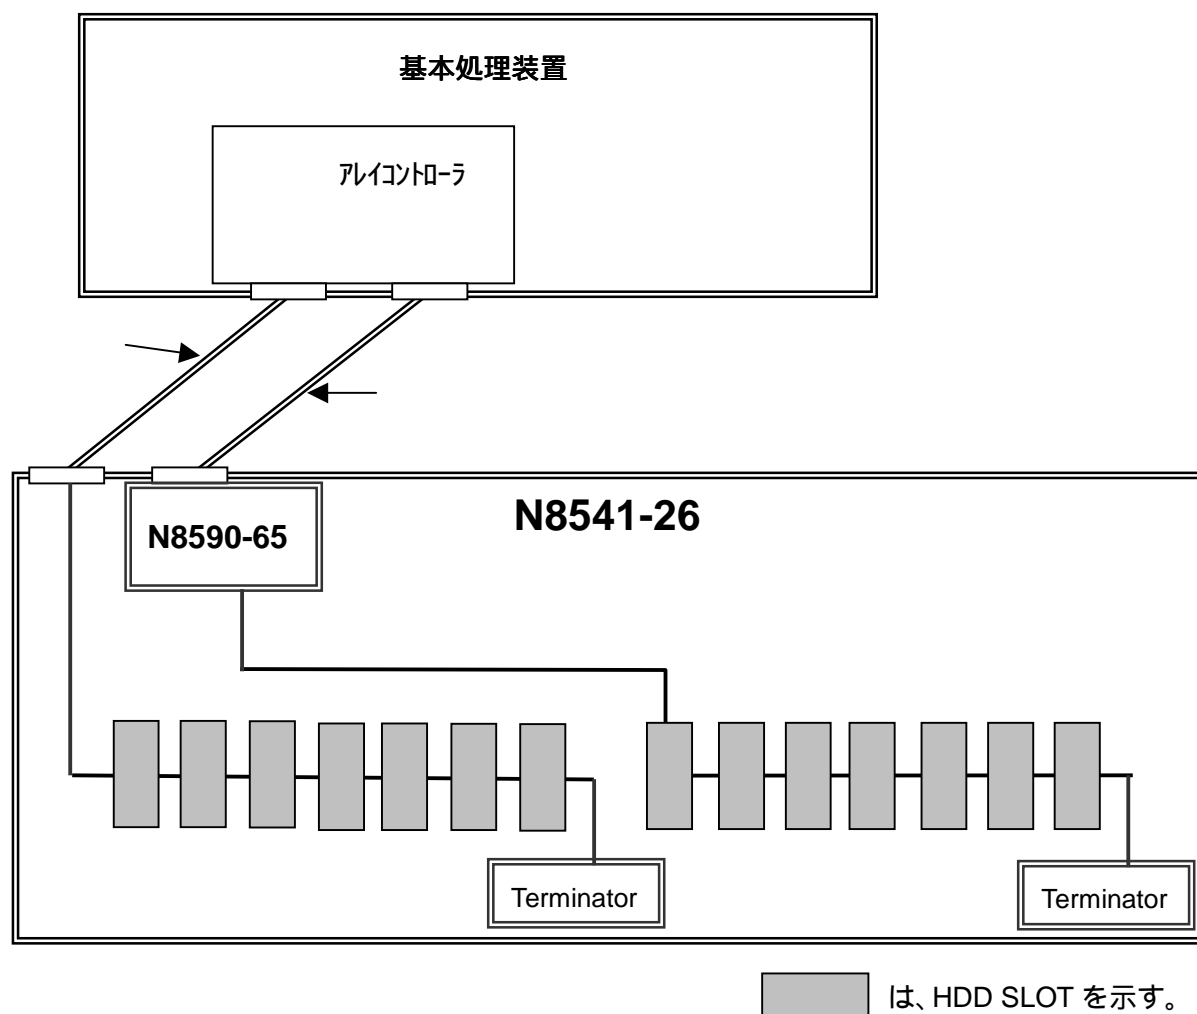 基本処理装置
アレイコントローラ
N8541-26
N8590-65
Terminator
Terminator
は、HDD SLOT を示す。